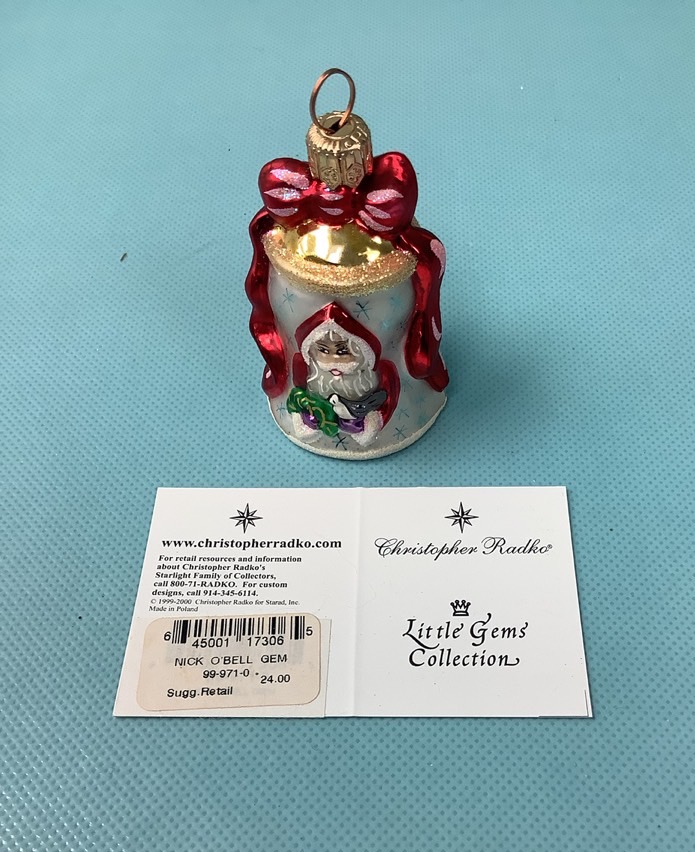 www.christopherradko.com
For retail resources and information
about Christopher Radko's
Starlight Family of Collectors,
call 800-71-RADKO. For custom
designs, call 914-345-6114.
© 1999-2000 Christopher Radko for Starad, Inc.
Made in Poland
6 45001 17306 5
NICK O'BELL GEM
99-971-0 - 24.00
Sugg.Retail
Christopher Radko®
Little Gems
Collection